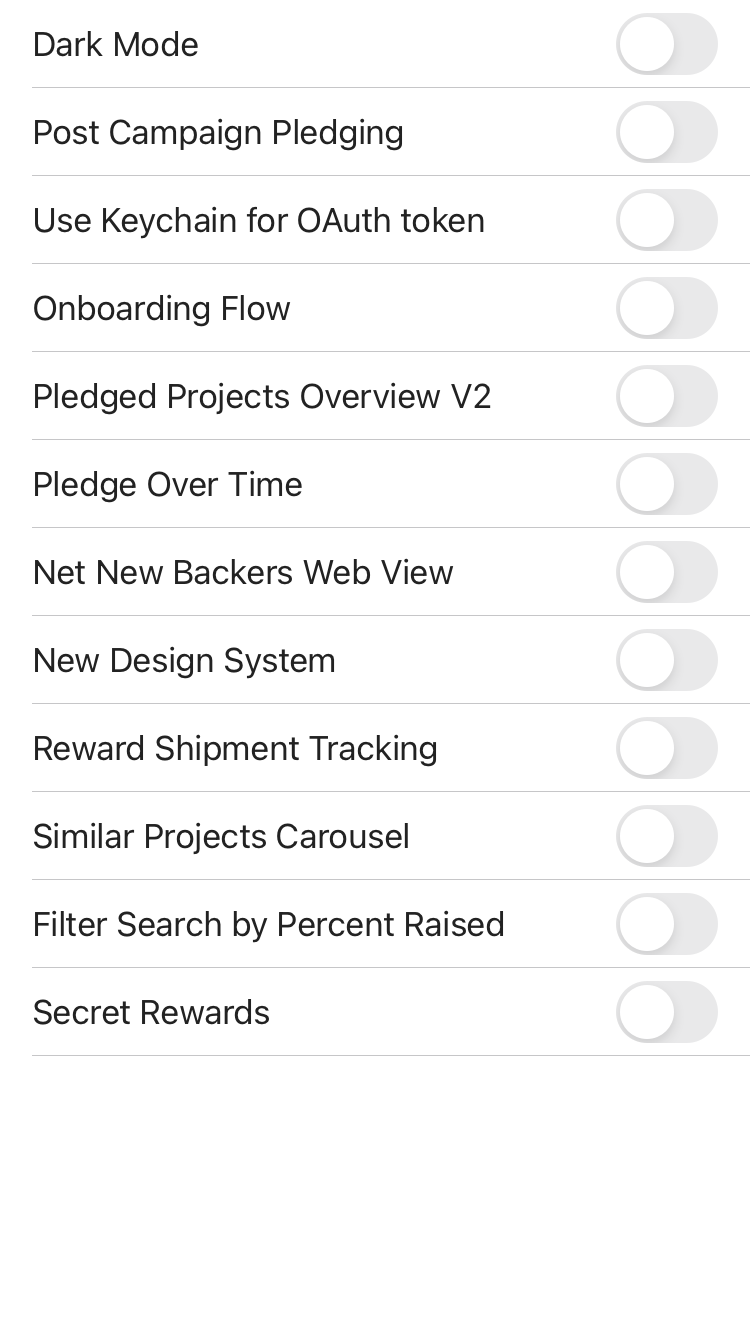 Dark Mode
Post Campaign Pledging
Use Keychain for OAuth token
Onboarding Flow
Pledged Projects Overview V2
Pledge Over Time
Net New Backers Web View
New Design System
Reward Shipment Tracking
Similar Projects Carousel
Filter Search by Percent Raised
Secret Rewards